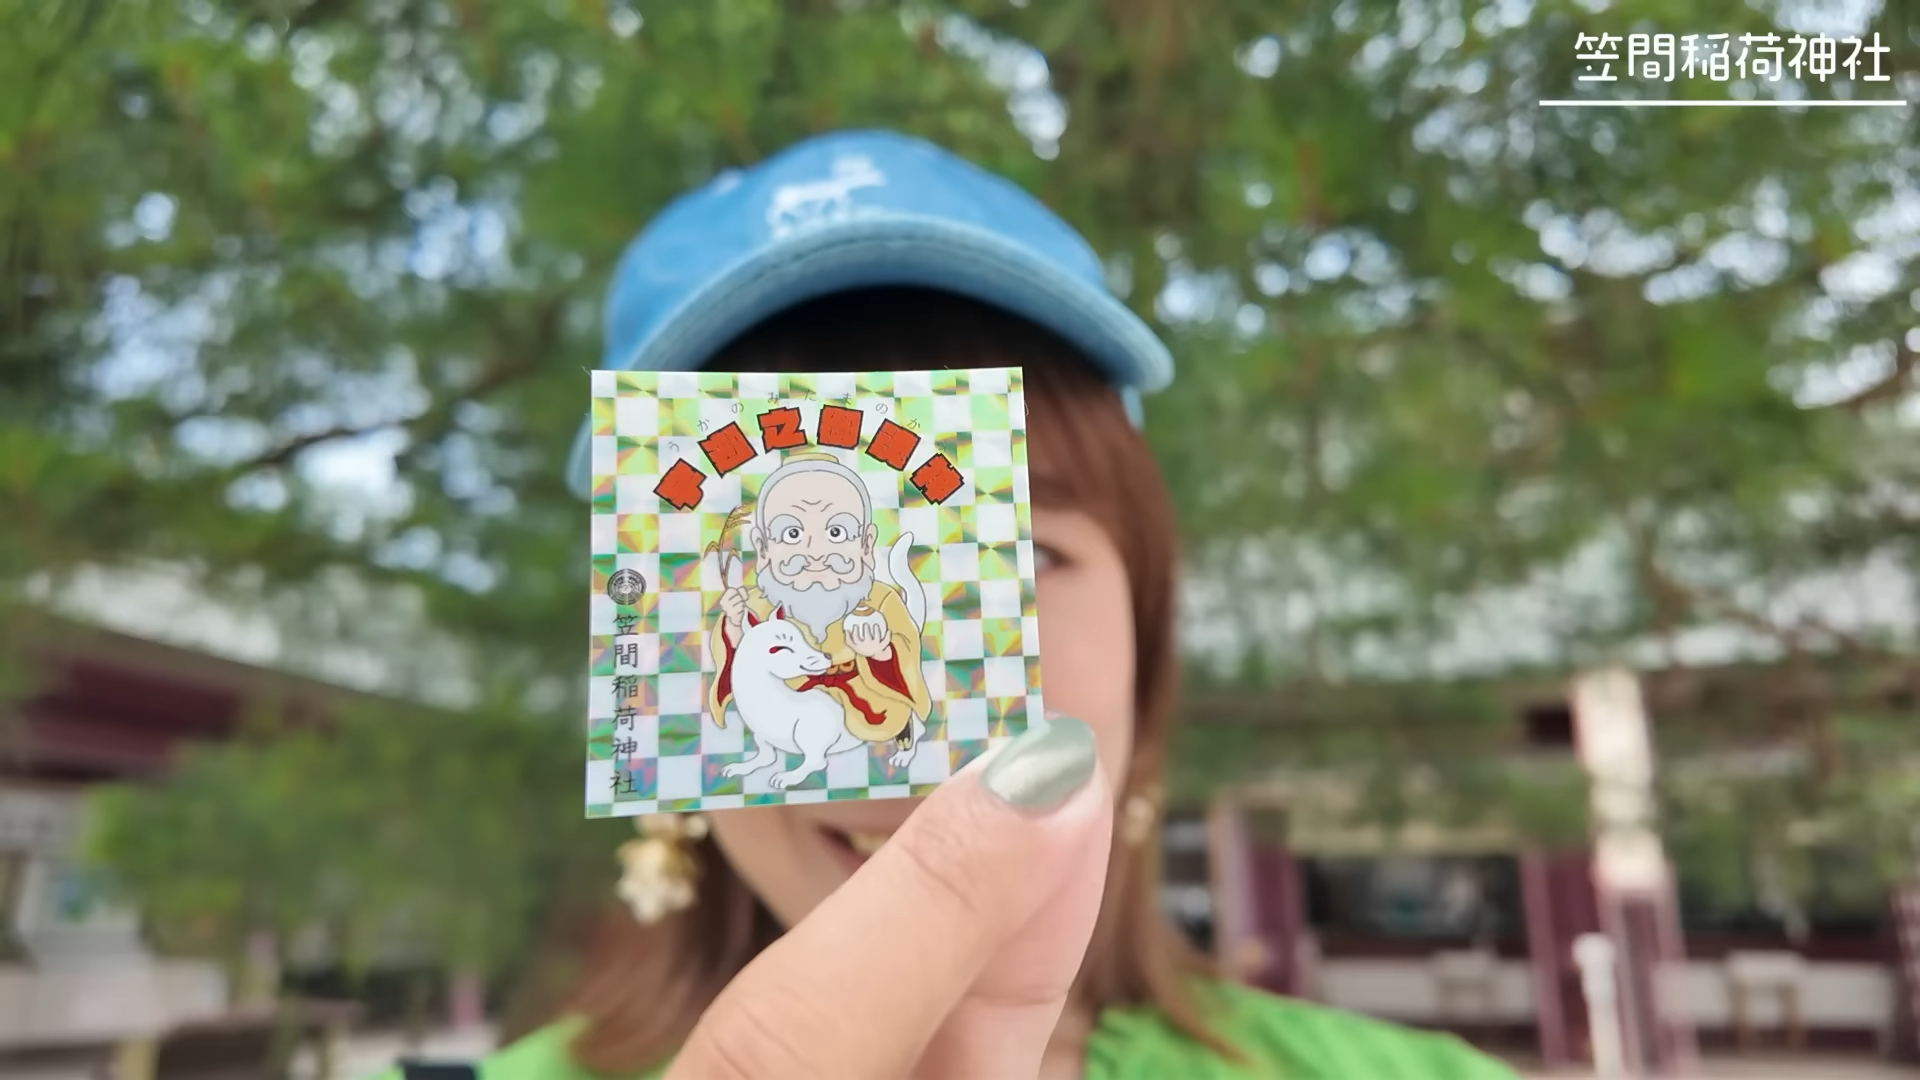 笠間稲荷神社
うかのみたまのかみ
宇迦之御魂神
笠間稲荷神社